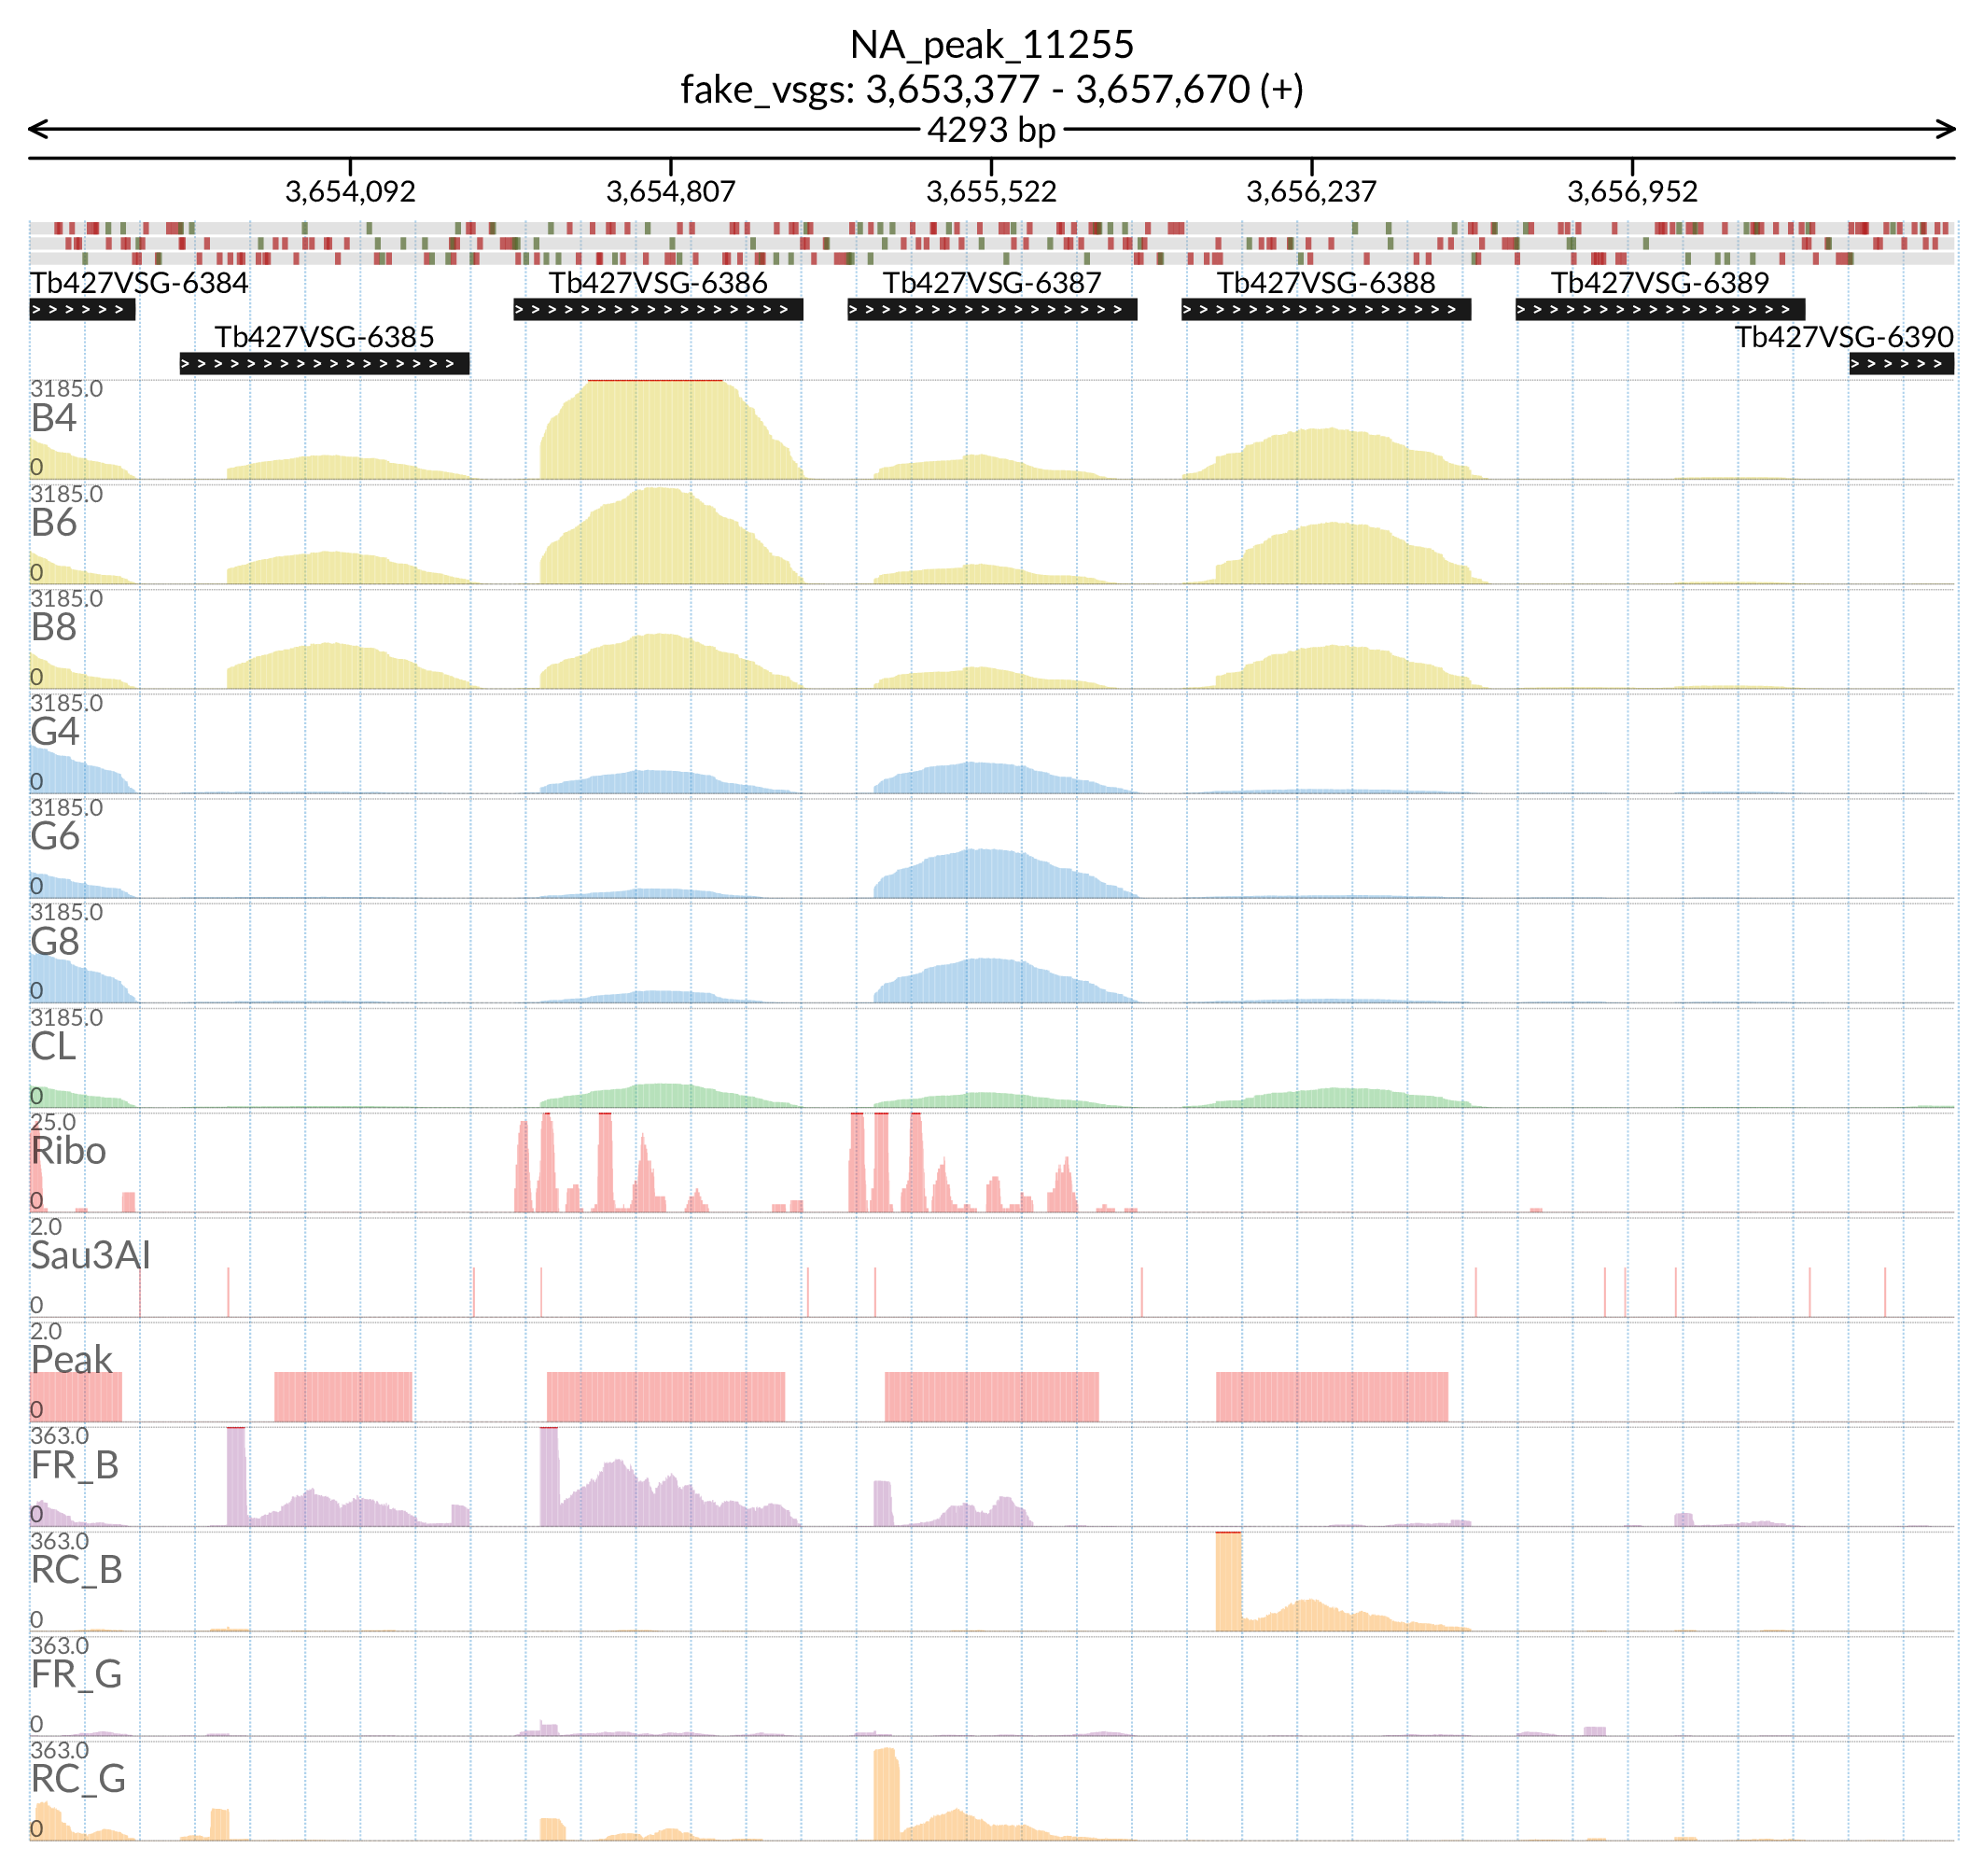 NA_peak_11255
fake_vsgs: 3,653,377 - 3,657,670 (+)
4293 bp
3,654,092 3,654,807 3,655,522 3,656,237 3,656,952
Tb427VSG-6384 Tb427VSG-6386 Tb427VSG-6387 Tb427VSG-6388 Tb427VSG-6389
Tb427VSG-6385 Tb427VSG-6390
3185.0
B4
0
3185.0
B6
0
3185.0
B8
0
3185.0
G4
0
3185.0
G6
0
3185.0
G8
0
3185.0
CL
0
25.0
Ribo
0
2.0
Sau3AI
0
2.0
Peak
0
363.0
FR_B
0
363.0
RC_B
0
363.0
FR_G
0
363.0
RC_G
0